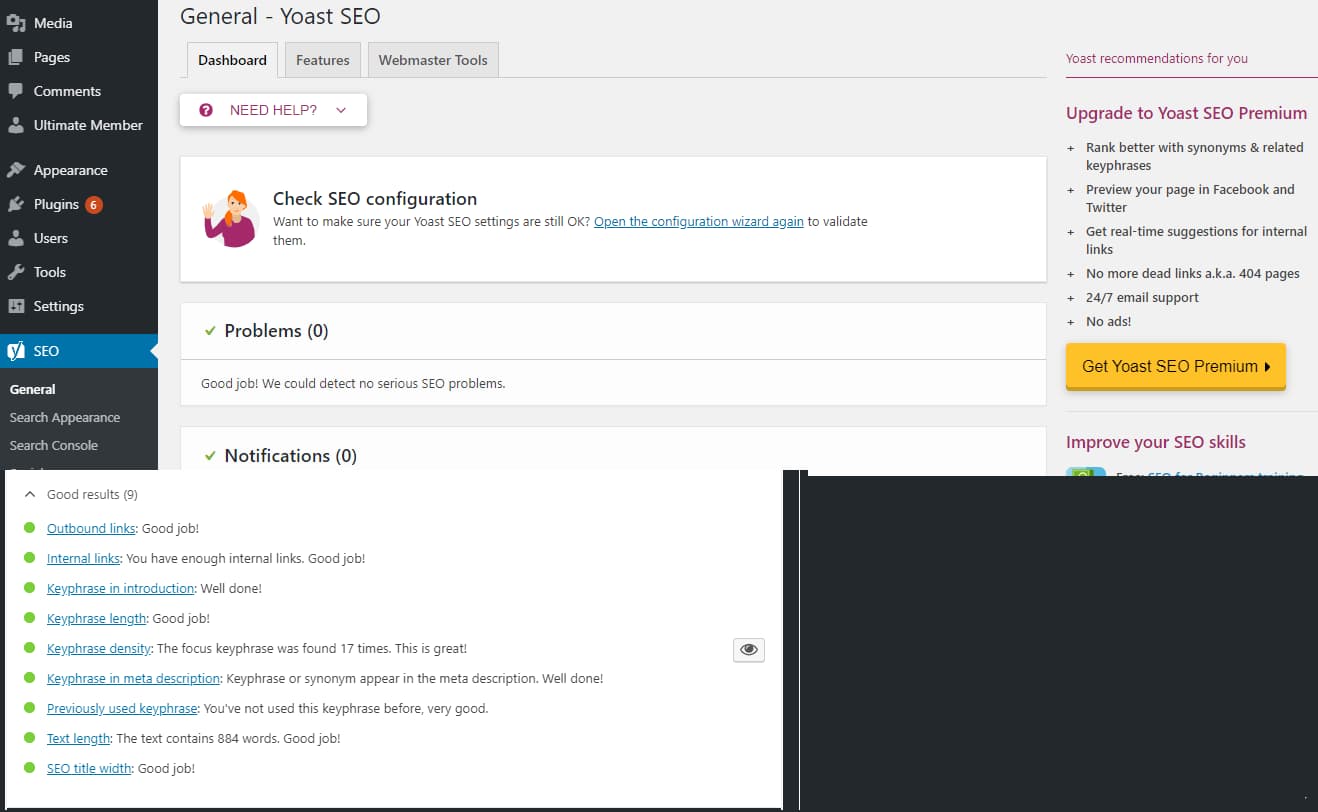 Media
Pages
Comments
Ultimate Member
Appearance
Plugins 6
Users
Tools
Settings
SEO
General
Search Appearance
Search Console
General - Yoast SEO
Dashboard
Features
Webmaster Tools
NEED HELP?
Check SEO configuration
Want to make sure your Yoast SEO settings are still OK? Open the configuration wizard again to validate
them.
Problems (0)
Good job! We could detect no serious SEO problems.
Notifications (0)
Yoast recommendations for you
Upgrade to Yoast SEO Premium
+ Rank better with synonyms & related
keyphrases
+ Preview your page in Facebook and
Twitter
+ Get real-time suggestions for internal
links
+ No more dead links a.k.a. 404 pages
+ 24/7 email support
+ No ads!
Get Yoast SEO Premium
Improve your SEO skills
Free: SEO for Beginners training
Good results (9)
Outbound links: Good job!
Internal links: You have enough internal links. Good job!
Keyphrase in introduction: Well done!
Keyphrase length: Good job!
Keyphrase density: The focus keyphrase was found 17 times. This is great!
Keyphrase in meta description: Keyphrase or synonym appear in the meta description. Well done!
Previously used keyphrase: You've not used this keyphrase before, very good.
Text length: The text contains 884 words. Good job!
SEO title width: Good job!